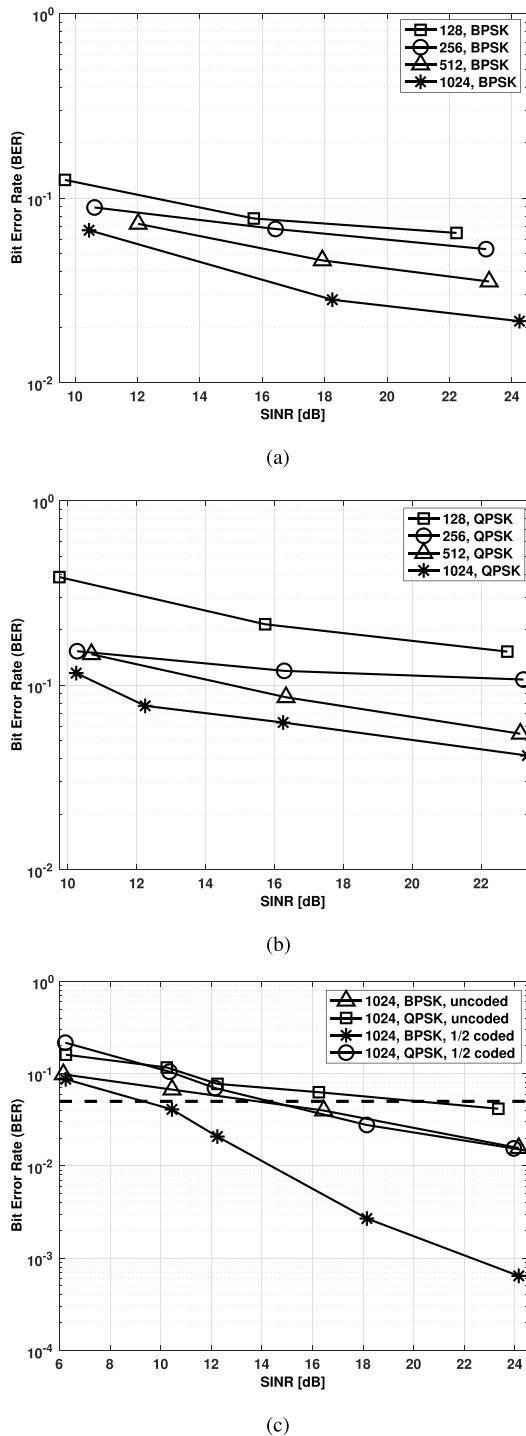 10^0
128, BPSK
256, BPSK
512, BPSK
1024, BPSK
Bit Error Rate (BER)
10^-1
10^-2
10 12 14 16 18 20 22 24
SINR [dB]
(a)
10^0
128, QPSK
256, QPSK
512, QPSK
1024, QPSK
Bit Error Rate (BER)
10^-1
10^-2
10 12 14 16 18 20 22
SINR [dB]
(b)
10^0
1024, BPSK, uncoded
1024, QPSK, uncoded
1024, BPSK, 1/2 coded
1024, QPSK, 1/2 coded
10^-1
Bit Error Rate (BER)
10^-2
10^-3
10^-4
6 8 10 12 14 16 18 20 22 24
SINR [dB]
(c)